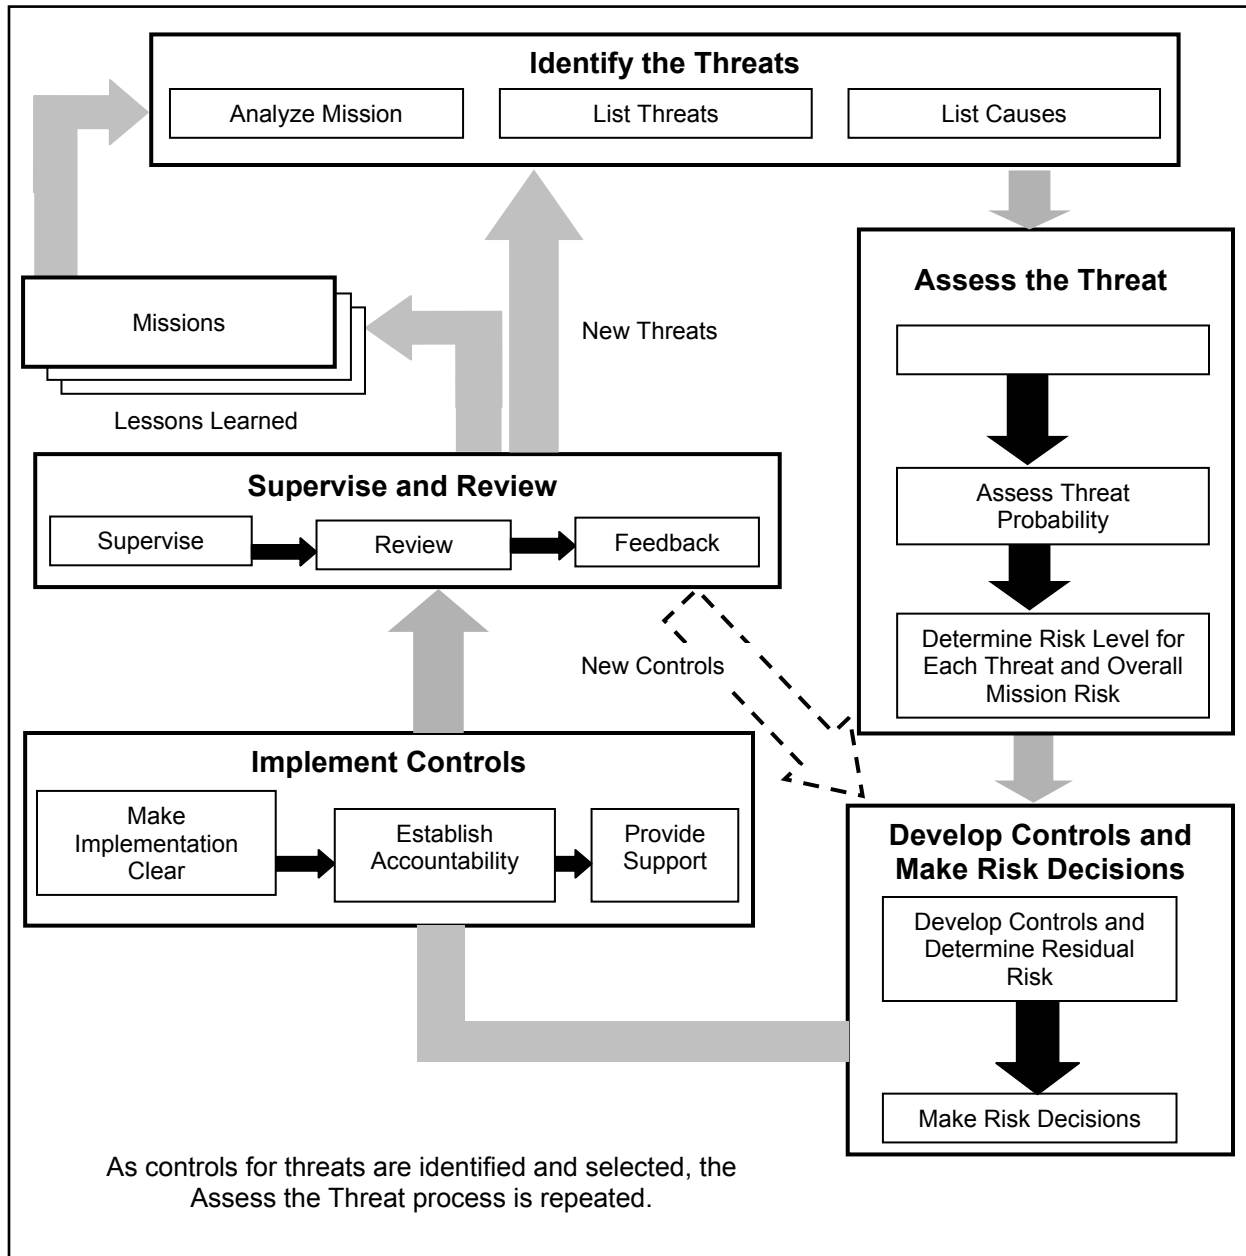 Identify the Threats
Analyze Mission
List Threats
List Causes
Assess the Threat
Missions
New Threats
Lessons Learned
Supervise and Review
Supervise
Review
Feedback
Assess Threat
Probability
Determine Risk Level for
Each Threat and Overall
Mission Risk
New Controls
Implement Controls
Make
Implementation
Clear
Establish
Accountability
Provide
Support
Develop Controls and
Make Risk Decisions
Develop Controls and
Determine Residual
Risk
Make Risk Decisions
As controls for threats are identified and selected, the
Assess the Threat process is repeated.